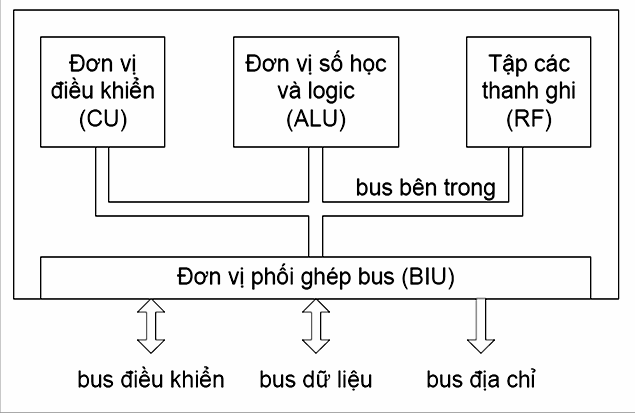 Đơn vị
điều khiển
(CU)
Đơn vị số học
và logic
(ALU)
Tập các
thanh ghi
(RF)
bus bên trong
Đơn vị phối ghép bus (BIU)
bus điều khiển
bus dữ liệu
bus địa chỉ